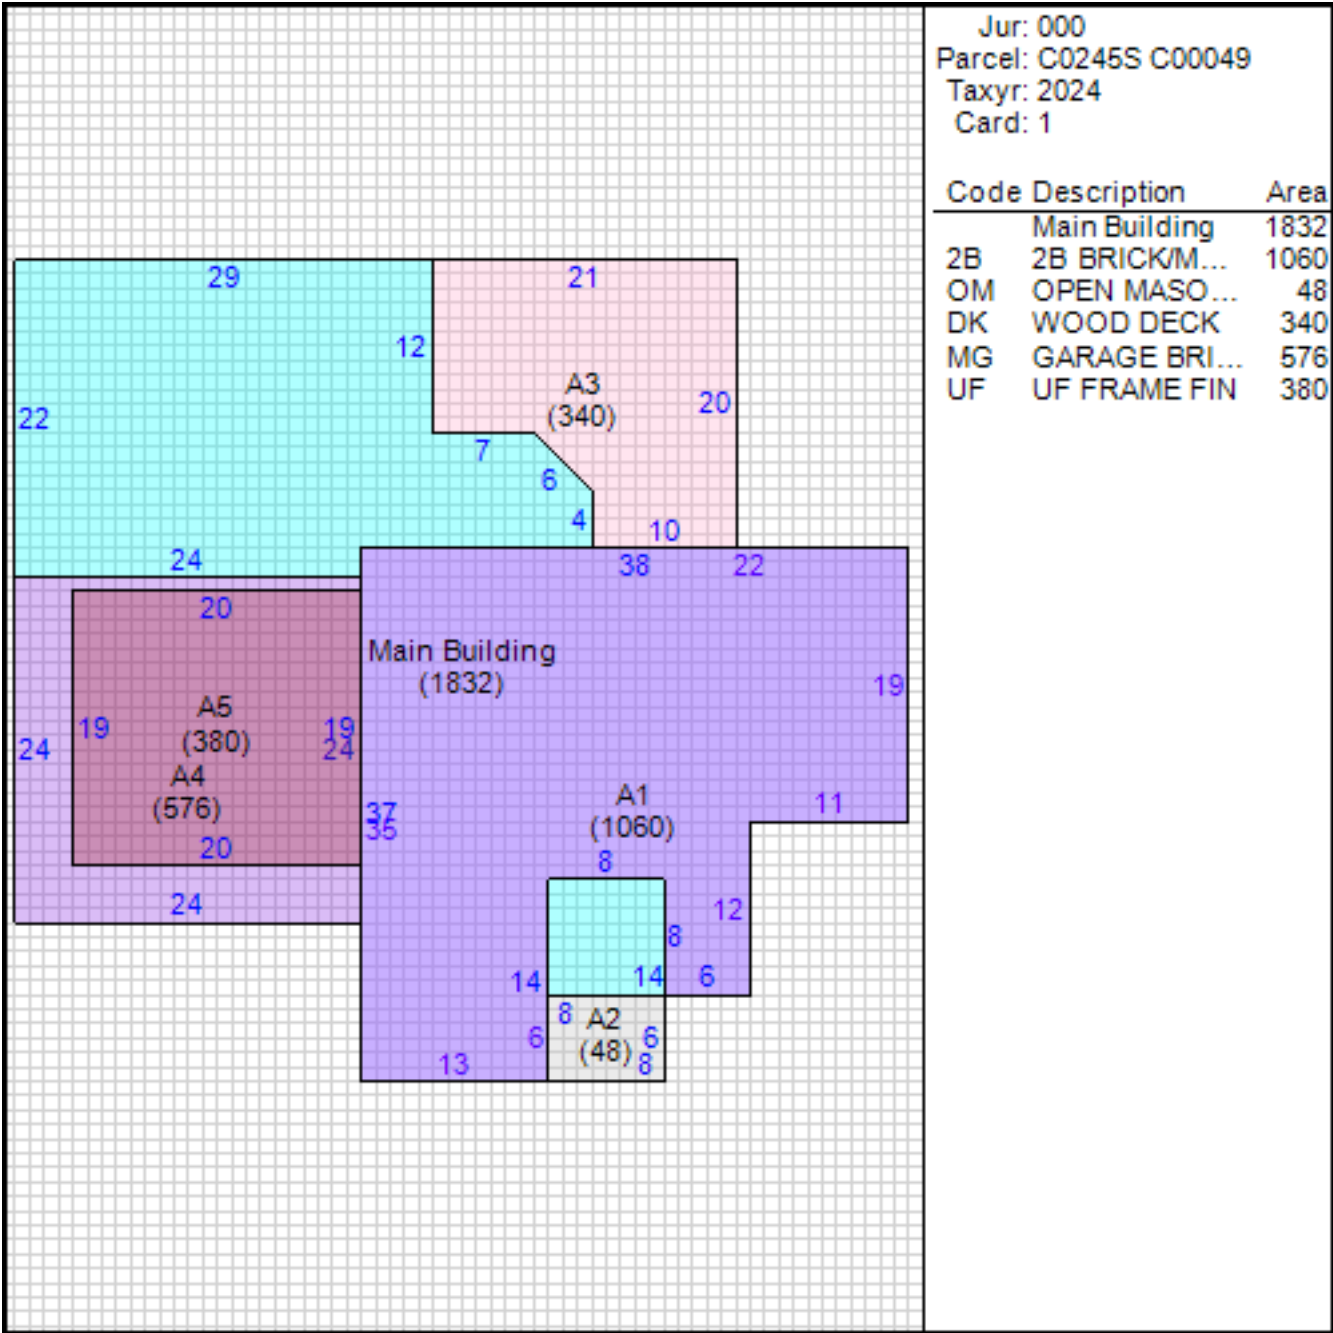 Jur: 000
Parcel: C0245S C00049
Taxyr: 2024
Card: 1
Code Description Area
Main Building 1832
2B 2B BRICK/M... 1060
OM OPEN MASO... 48
DK WOOD DECK 340
MG GARAGE BRI... 576
UF UF FRAME FIN 380
29
21
12
A3
(340)
20
22
7
6
4
10
24
38
22
20
Main Building
(1832)
19
A5
(380)
19
19
24
24
A4
(576)
A1
(1060)
11
37
35
20
8
24
12
8
14
14
6
8
A2
(48)
6
6
8
13